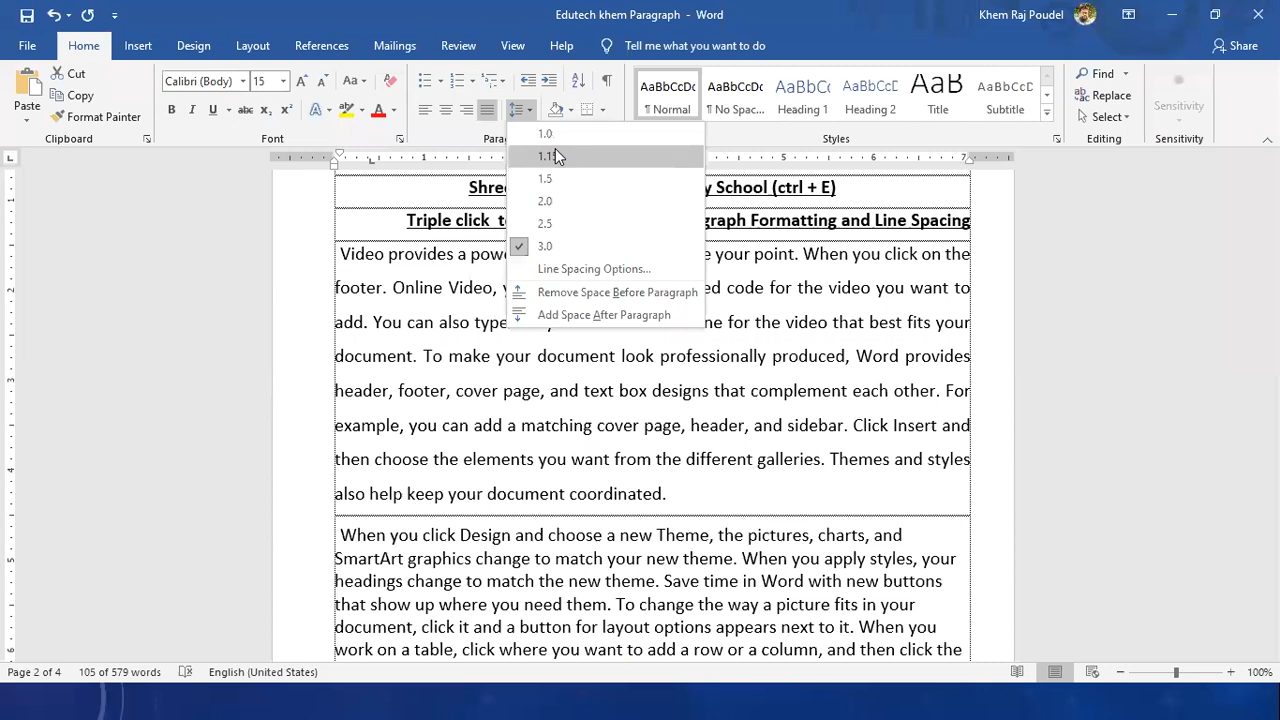 Edutech khem Paragraph - Word
Khem Raj Poudel
File Home Insert Design Layout References Mailings Review View Help Tell me what you want to do Share
Paste
Cut
Copy
Format Painter
Clipboard
Calibri (Body) 15
Font
AaBbCcDc AaBbCcDc AaBbCc AaBbCcD AaB AaBbCcD
¶ Normal ¶ No Spac... Heading 1 Heading 2 Title Subtitle
Styles
Find
Replace
Select
Editing
Sensitivity
Sensitivity
1.0
1.5
2.0
2.5
3.0
Line Spacing Options...
Remove Space Before Paragraph
Add Space After Paragraph
1 6 7
School (ctrl + E)
Triple click Formatting and Line Spacing
Video provides a your point. When you click on the
footer. Online Video, code for the video you want to
add. You can also type for the video that best fits your
document. To make your document look professionally produced, Word provides
header, footer, cover page, and text box designs that complement each other. For
example, you can add a matching cover page, header, and sidebar. Click Insert and
then choose the elements you want from the different galleries. Themes and styles
also help keep your document coordinated.
When you click Design and choose a new Theme, the pictures, charts, and
SmartArt graphics change to match your new theme. When you apply styles, your
headings change to match the new theme. Save time in Word with new buttons
that show up where you need them. To change the way a picture fits in your
document, click it and a button for layout options appears next to it. When you
work on a table, click where you want to add a row or a column, and then click the
Page 2 of 4 105 of 579 words English (United States) 100%